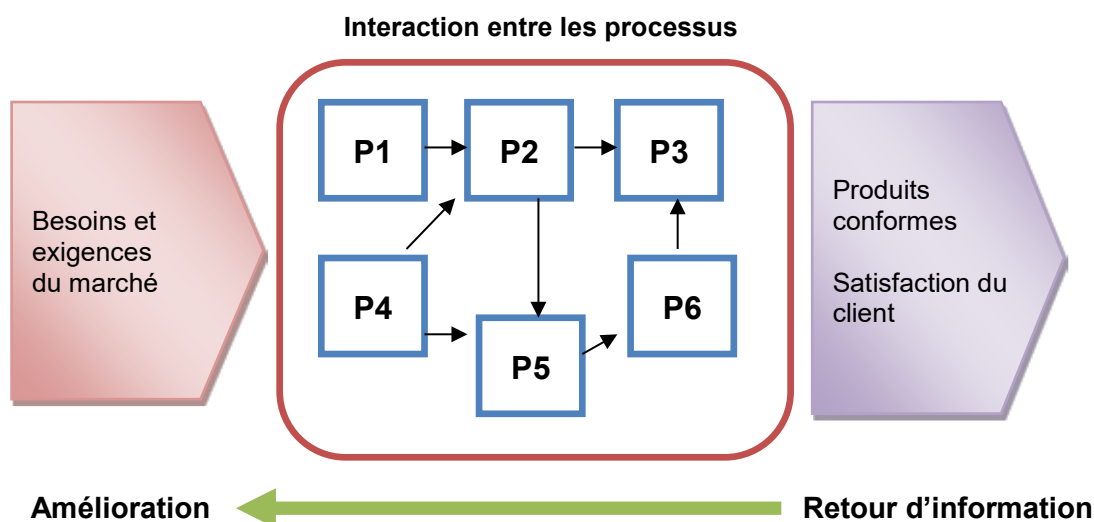 Interaction entre les processus
P1
P2
P3
Besoins et
exigences
du marché
P4
P5
P6
Produits
conformes
Satisfaction du
client
Amélioration
Retour d’information